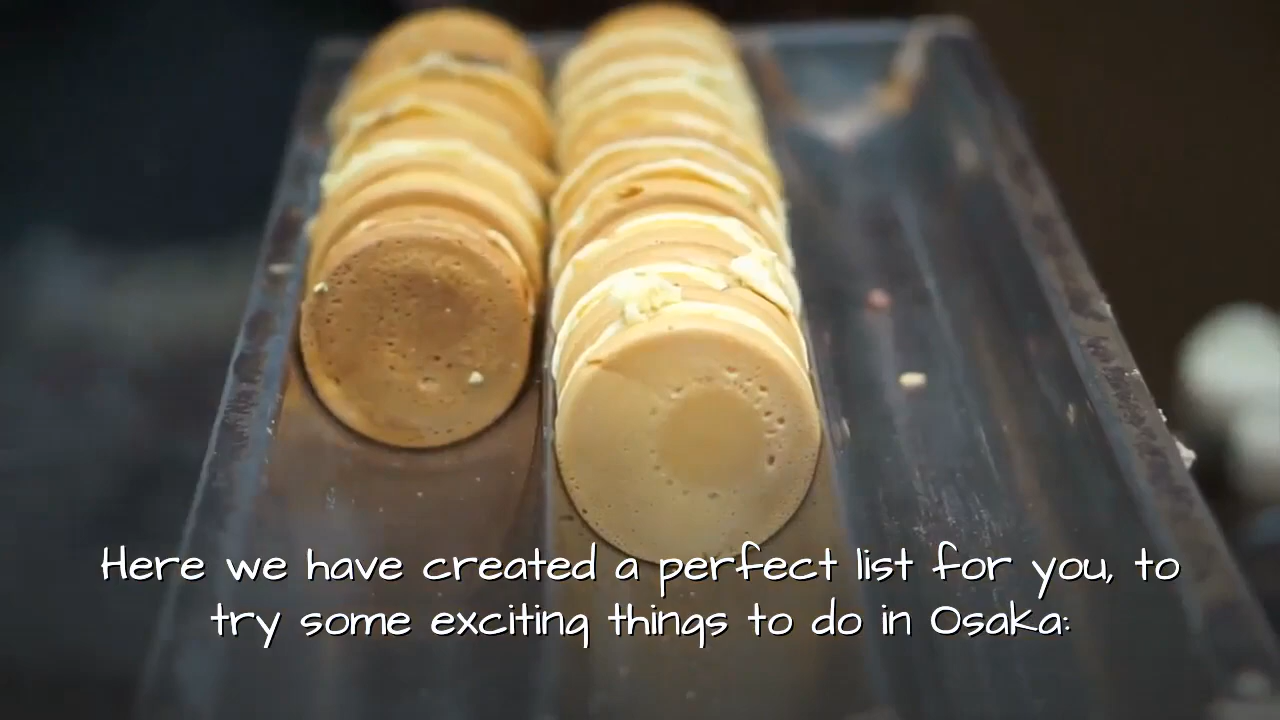 Here we have created a perfect list for you, to
try some exciting things to do in Osaka: